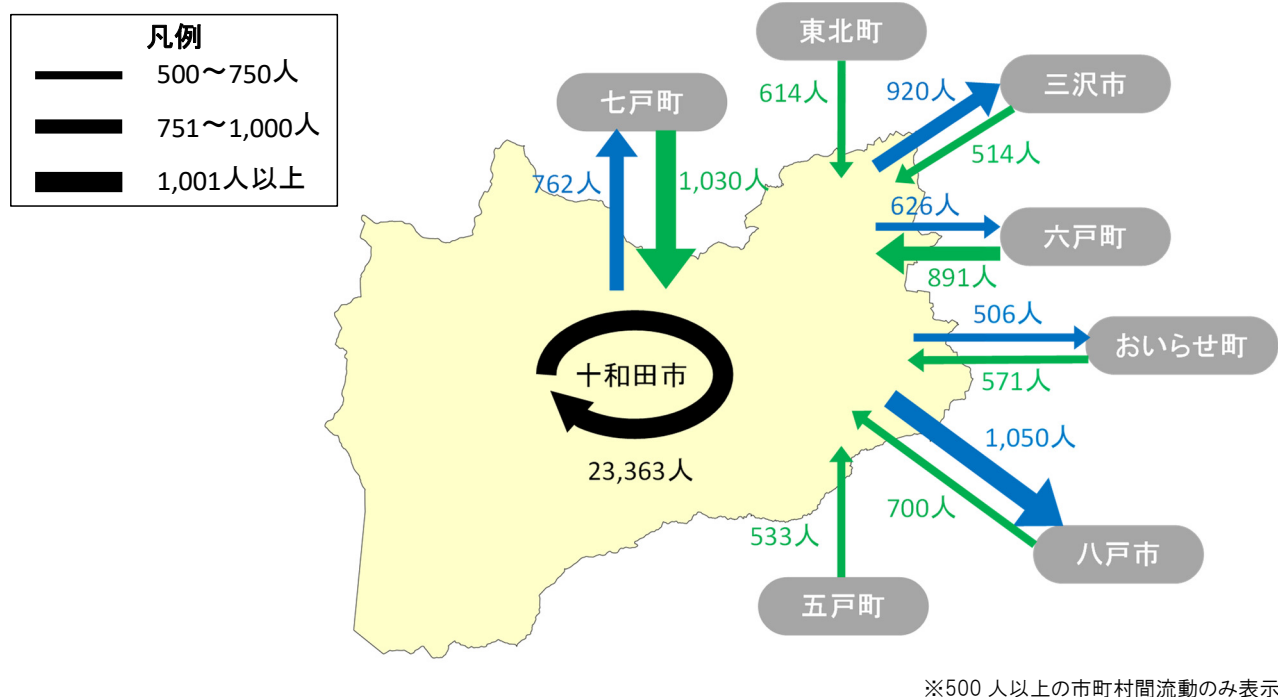 凡例
500～750人
751～1,000人
1,001人以上
東北町
614人
920人
三沢市
514人
七戸町
762人
1,030人
626人
六戸町
891人
506人
おいらせ町
571人
十和田市
23,363人
1,050人
700人
八戸市
533人
五戸町
※500 人以上の市町村間流動のみ表示